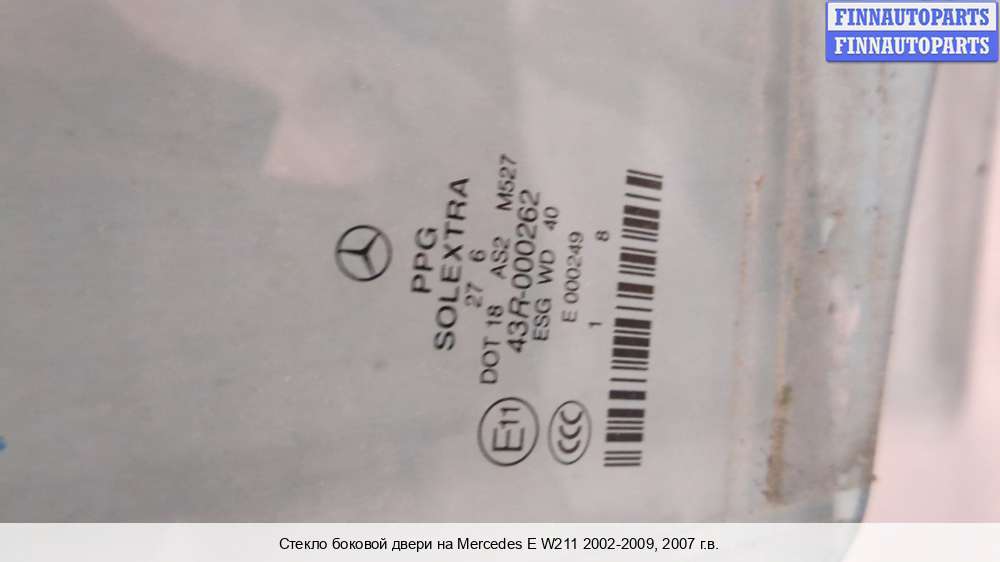 FINNAUTOPARTS
FINNAUTOPARTS
PPG
SOLEXTRA
27 6
DOT 18 AS2 M527
43R-000262
ESG WD 40
E 000249
1 8
E11
CCC
Стекло боковой двери на Mercedes E W211 2002-2009, 2007 г.в.